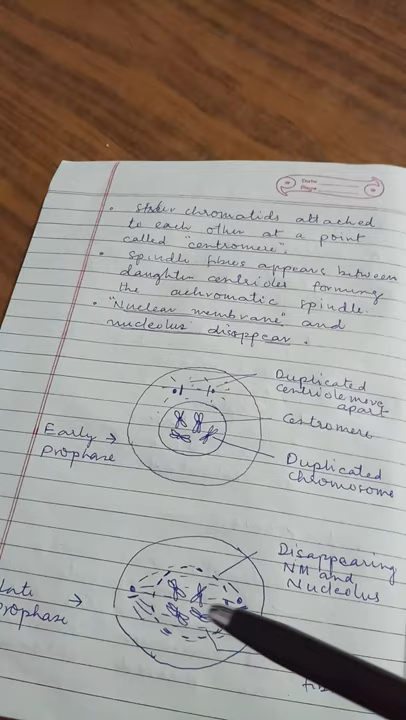 Date
Page
• Sister chromatids attached
to each other at a point
called "centromere".
• Spindle fibres appears between
daughter centrioles forming
the achromatic spindle.
• "Nuclear membrane" and
nucleolus disappear.
Duplicated
centriole move
apart
Centromere
Early →
Prophase
Duplicated
chromosome
Disappearing
NM and
Nucleolus
Late →
Prophase